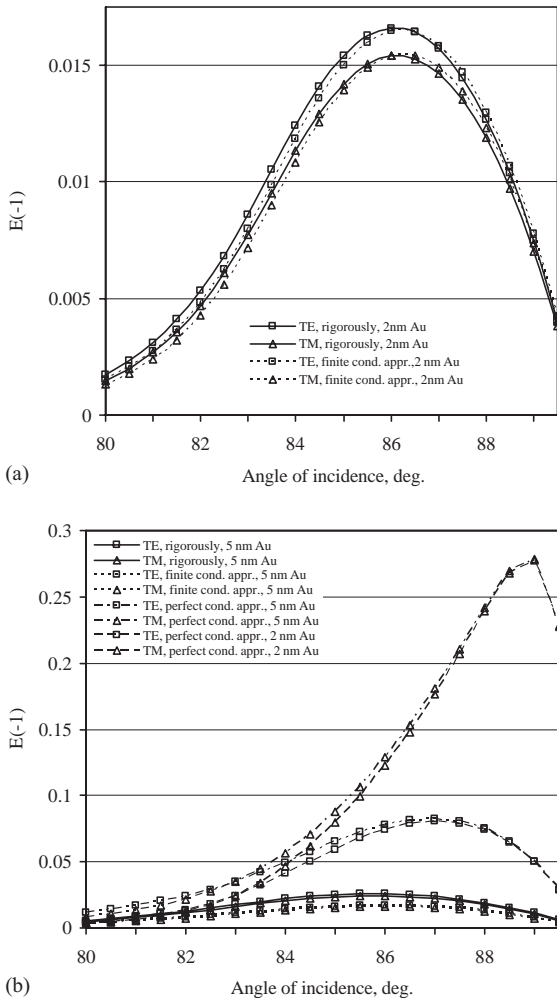 0.015
0.01
0.005
0
E(-1)
TE, rigorously, 2nm Au
TM, rigorously, 2nm Au
TE, finite cond. appr.,2 nm Au
TM, finite cond. appr., 2nm Au
80 82 84 86 88
(a)
Angle of incidence, deg.
0.3
0.25
0.2
0.15
0.1
0.05
0
E(-1)
TE, rigorously, 5 nm Au
TM, rigorously, 5 nm Au
TE, finite cond. appr., 5 nm Au
TM, finite cond. appr., 5 nm Au
TE, perfect cond. appr., 5 nm Au
TM, perfect cond. appr., 5 nm Au
TE, perfect cond. appr., 2 nm Au
TM, perfect cond. appr., 2 nm Au
80 82 84 86 88
(b)
Angle of incidence, deg.